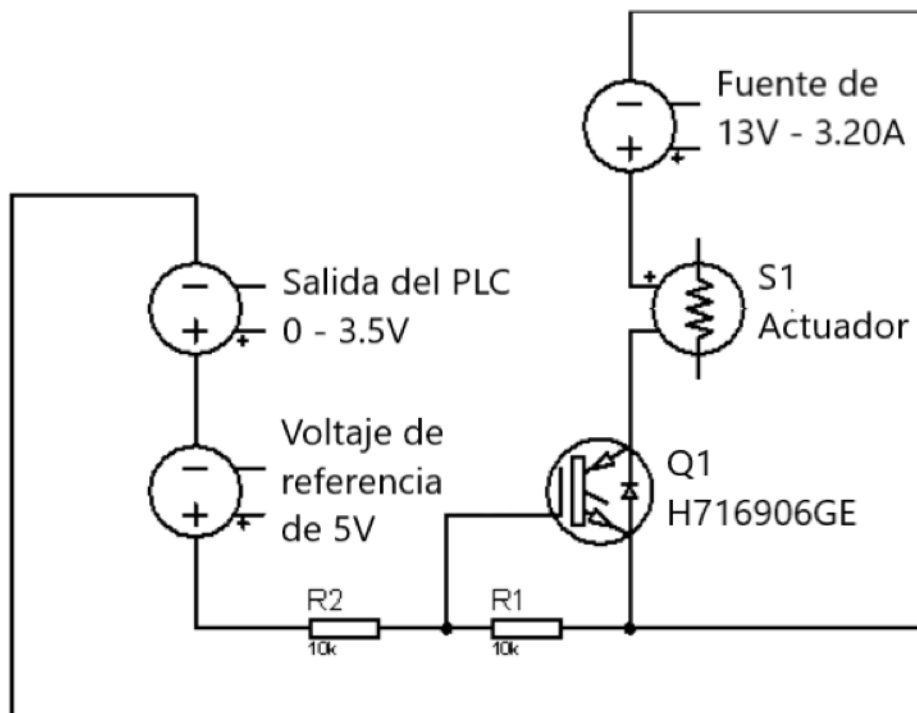 Fuente de
13V - 3.20A
Salida del PLC
0 - 3.5V
S1
Actuador
Voltaje de
referencia
de 5V
Q1
H716906GE
R2
10k
R1
10k